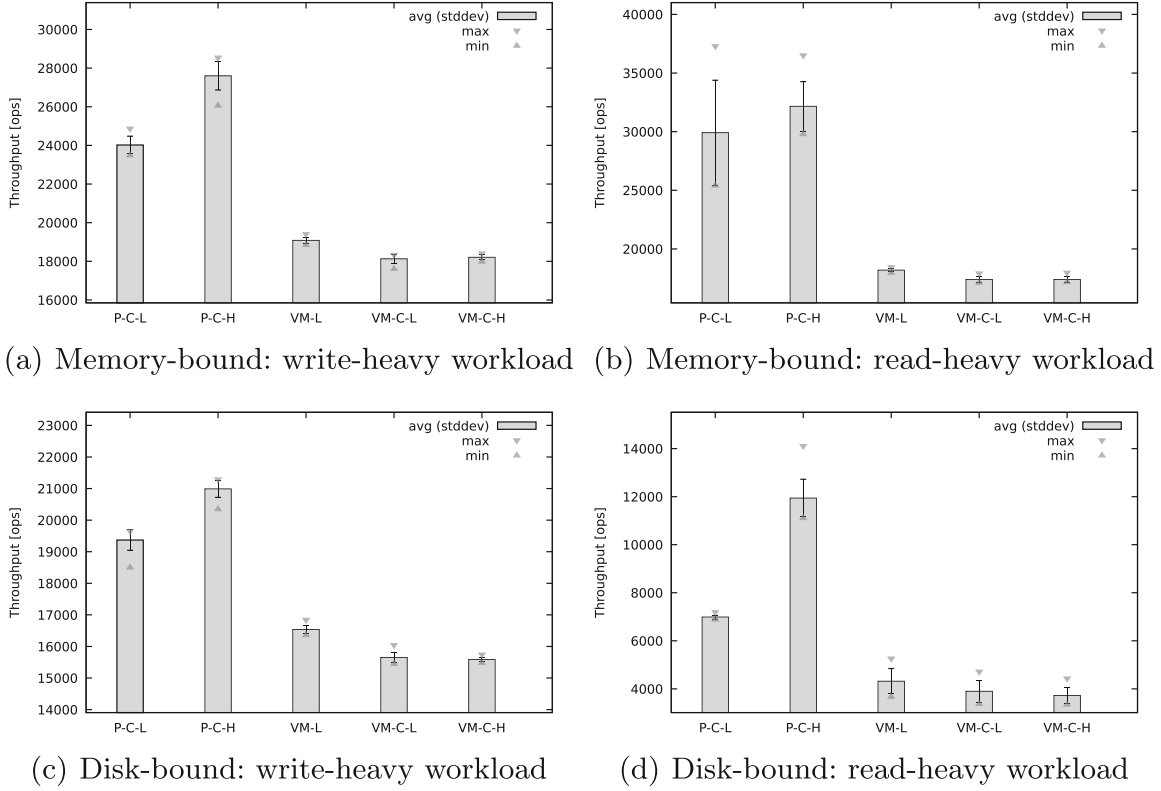 avg (stddev)
max
min
Throughput [ops]
28000
26000
24000
22000
20000
18000
16000
P-C-L P-C-H VM-L VM-C-L VM-C-H
(a) Memory-bound: write-heavy workload
avg (stddev)
max
min
Throughput [ops]
40000
35000
30000
25000
20000
P-C-L P-C-H VM-L VM-C-L VM-C-H
(b) Memory-bound: read-heavy workload
avg (stddev)
max
min
Throughput [ops]
23000
22000
21000
20000
19000
18000
17000
16000
15000
14000
P-C-L P-C-H VM-L VM-C-L VM-C-H
(c) Disk-bound: write-heavy workload
avg (stddev)
max
min
Throughput [ops]
14000
12000
10000
8000
6000
4000
P-C-L P-C-H VM-L VM-C-L VM-C-H
(d) Disk-bound: read-heavy workload